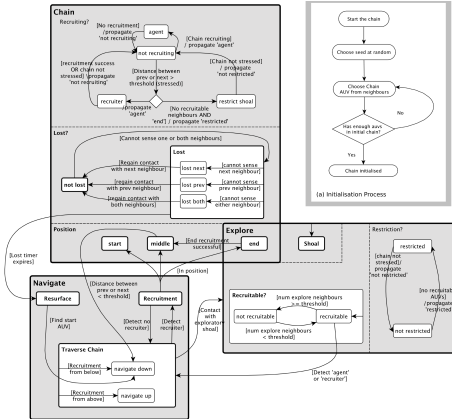 Chain
Recruiting?
[No recruitment]
/propagate
'not recruiting'
agent
[Chain recruiting]
/ propagate 'agent'
not recruiting
[recruitment success
OR chain not
stressed] \propagate
'not recruiting'
[Distance between
prev or next >
threshold [stressed]
[Chain not stressed]
/ propagate
'not restricted'
recruiter
/propagate
'agent'
restrict shoal
[No recruitable
neighbours AND
'end'] / propagate 'restricted'
Lost?
[Cannot sense one or both neighbours]
Lost
[Regain contact
with next neighbour]
lost next
[cannot sense
next neighbour]
not lost
[regain contact
with prev neighbour]
lost prev
[cannot sense
prev neighbour]
[regain contact with
both neighbours]
lost both
[cannot sense
either neighbour]
Position
start
middle
[End recruitment
successful]
end
[In position]
[Lost timer
expires]
Navigate
[Distance between
prev or next
< threshold]
Resurface
Recruitment
[Find start
AUV]
[Detect no
recruiter]
[Detect
recruiter]
Traverse Chain
[Recruitment
from below]
navigate down
[Recruitment
from above]
navigate up
[Contact
with
exploration
shoal]
Explore
Shoal
Recruitable?
[num explore neighbours
>= threshold]
not recruitable
recruitable
[num explore neighbours
< threshold]
[Detect 'agent'
or 'recruiter']
Restriction?
restricted
[chain not
stressed]/
propagate
'not restricted'
[no recruitable
AUVs]
/propagate
'restricted'
not restricted
Start the chain
Choose seed at random
Choose Chain
AUV from neighbours
No
Has enough auvs
in initial chain?
Yes
Chain initialised
(a) Initialisation Process